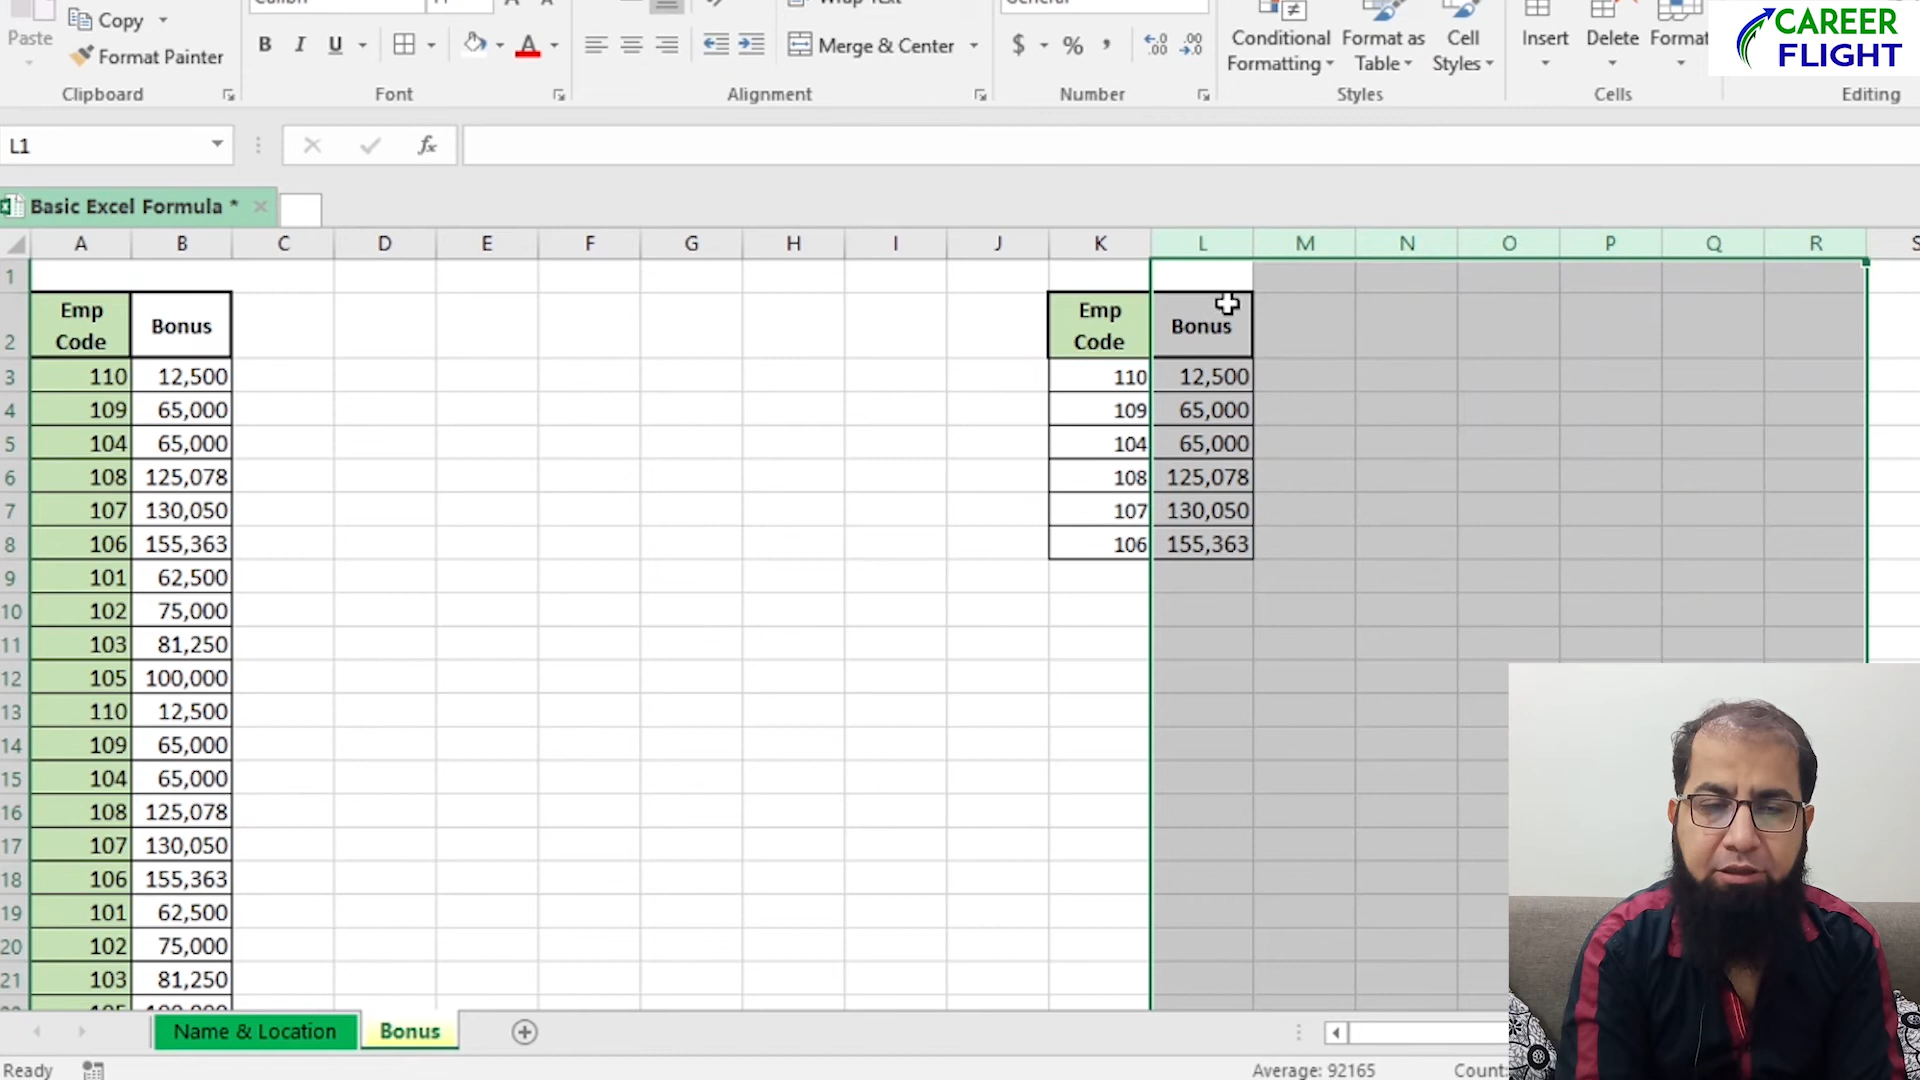 Paste
Copy
Format Painter
Clipboard
B I U
A
Font
Merge & Center
Alignment
General
$ % ,
Number
Conditional
Formatting
Format as
Table
Cell
Styles
Styles
Insert
Delete
Format
Cells
Editing
CAREER
FLIGHT
L1
fx
Basic Excel Formula *
A B C D E F G H I J K L M N O P Q R S
1
2 Emp Code Bonus Emp Code Bonus
3 110 12,500 110 12,500
4 109 65,000 109 65,000
5 104 65,000 104 65,000
6 108 125,078 108 125,078
7 107 130,050 107 130,050
8 106 155,363 106 155,363
9 101 62,500
10 102 75,000
11 103 81,250
12 105 100,000
13 110 12,500
14 109 65,000
15 104 65,000
16 108 125,078
17 107 130,050
18 106 155,363
19 101 62,500
20 102 75,000
21 103 81,250
Name & Location
Bonus
Ready
Average: 92165
Count: